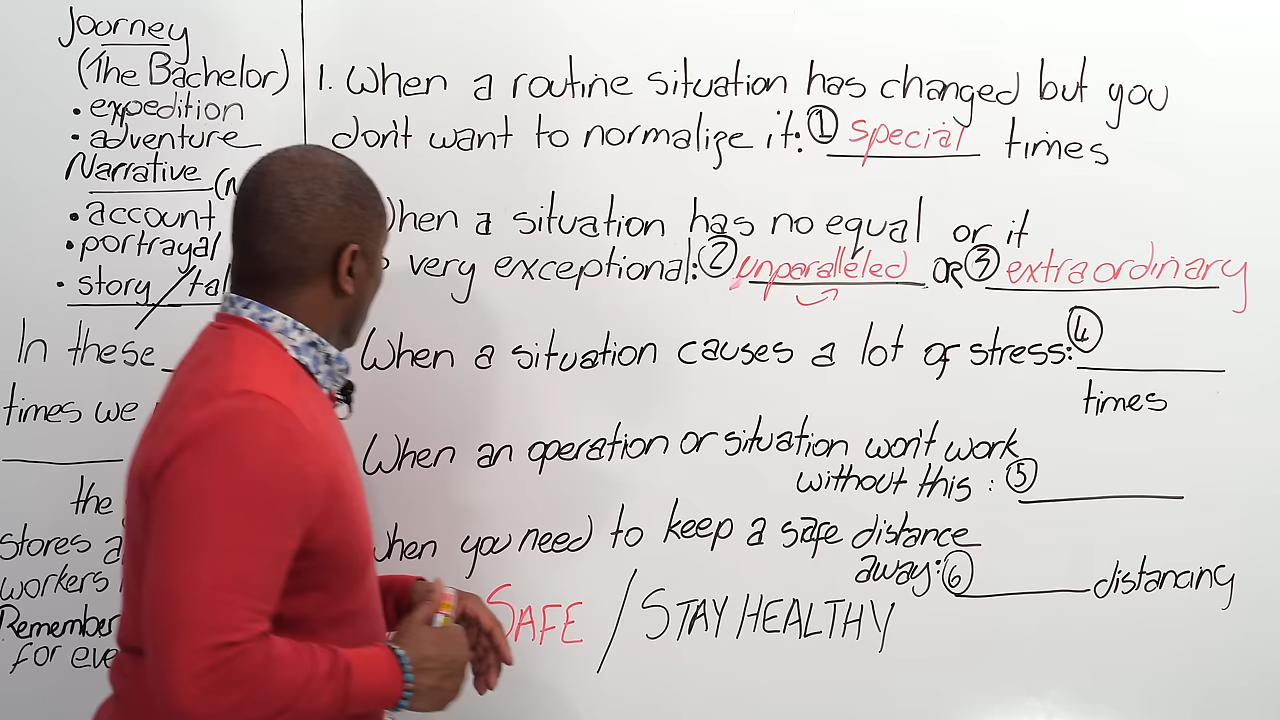 Journey
(The Bachelor)
• expedition
• adventure
Narrative
• account
• portrayal
• story /
In these
times we
the
stores
workers
Remember
for
1. When a routine situation has changed but you
don't want to normalize it: ① special times
When a situation has no equal or it
very exceptional: ② unparalleled OR ③ extraordinary
When a situation causes a lot of stress: ④
times
When an operation or situation won't work
without this: ⑤
When you need to keep a safe distance
away: ⑥ distancing
SAFE / STAY HEALTHY